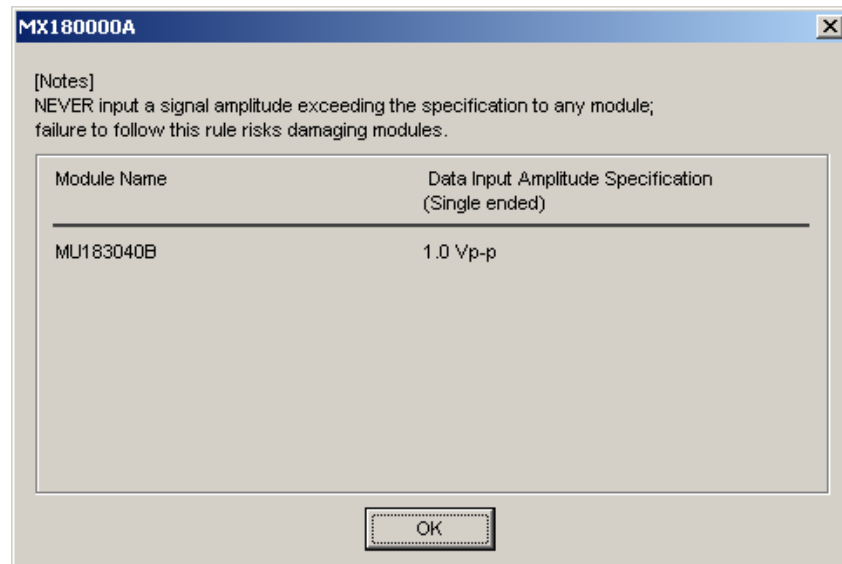 MX180000A
[Notes]
NEVER input a signal amplitude exceeding the specification to any module;
failure to follow this rule risks damaging modules.
Module Name Data Input Amplitude Specification
(Single ended)
MU183040B 1.0 Vp-p
OK